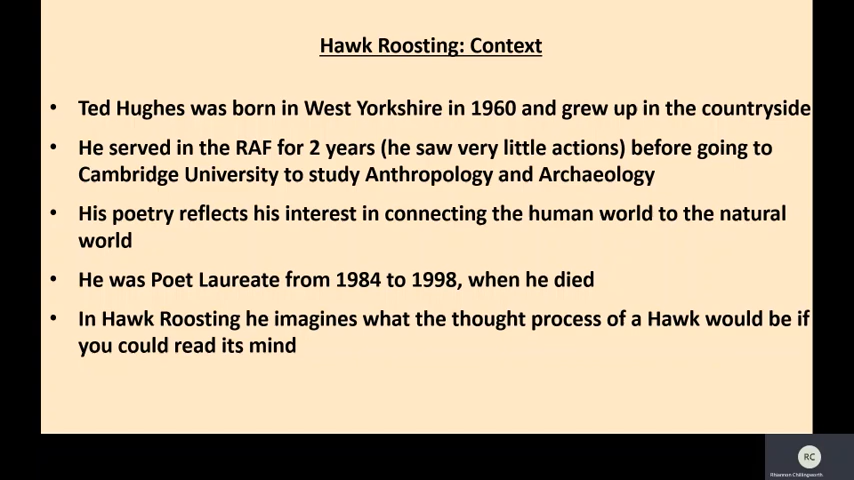 Hawk Roosting: Context
• Ted Hughes was born in West Yorkshire in 1960 and grew up in the countryside
• He served in the RAF for 2 years (he saw very little actions) before going to
Cambridge University to study Anthropology and Archaeology
• His poetry reflects his interest in connecting the human world to the natural
world
• He was Poet Laureate from 1984 to 1998, when he died
• In Hawk Roosting he imagines what the thought process of a Hawk would be if
you could read its mind
RC
Rhiannon Chillingworth